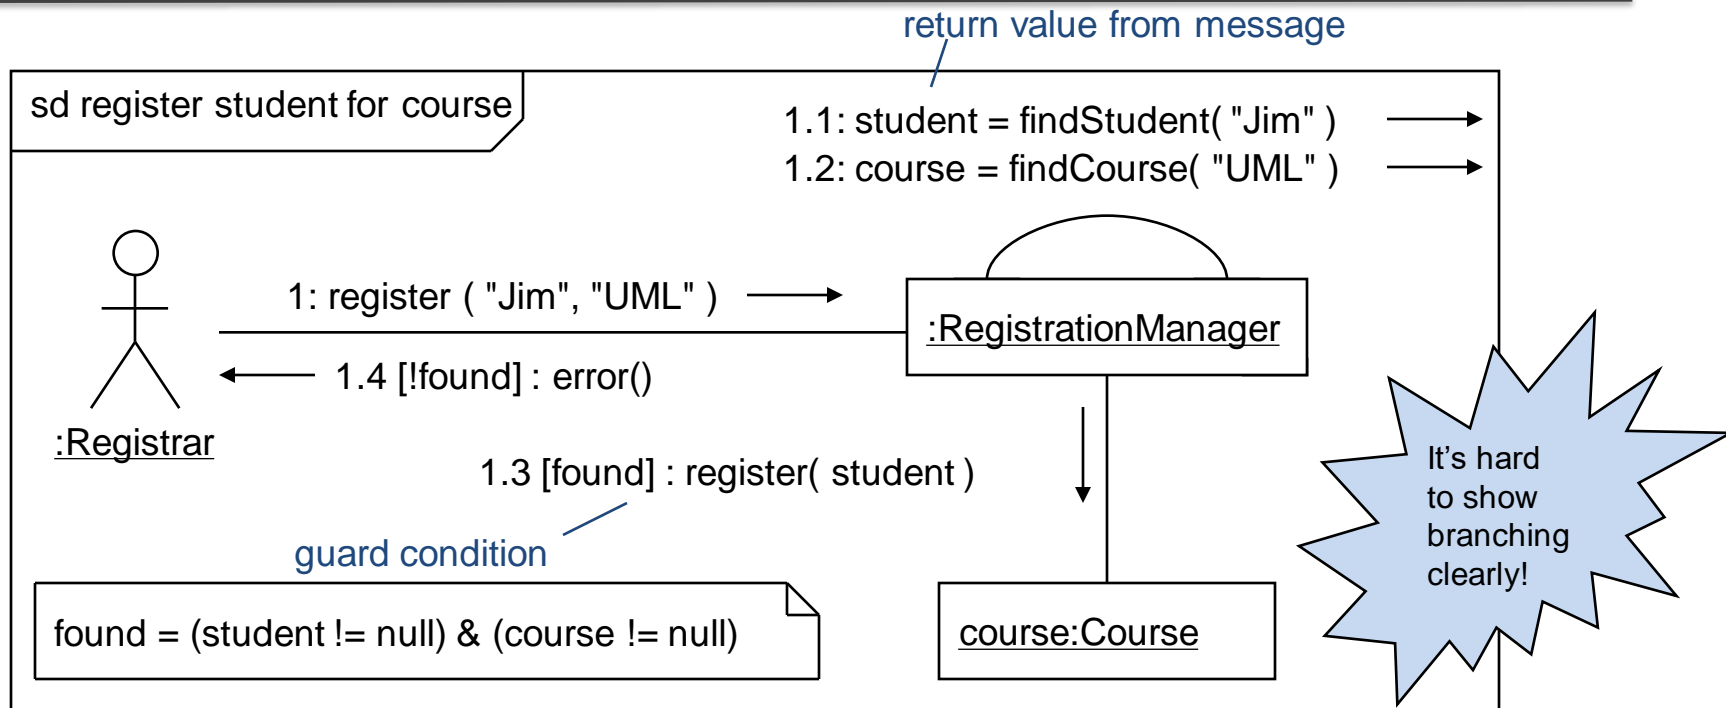 return value from message
sd register student for course
1.1: student = findStudent( "Jim" )
1.2: course = findCourse( "UML" )
1: register ( "Jim", "UML" )
:RegistrationManager
1.4 [!found] : error()
:Registrar
1.3 [found] : register( student )
guard condition
It’s hard
to show
branching
clearly!
found = (student != null) & (course != null)
course:Course